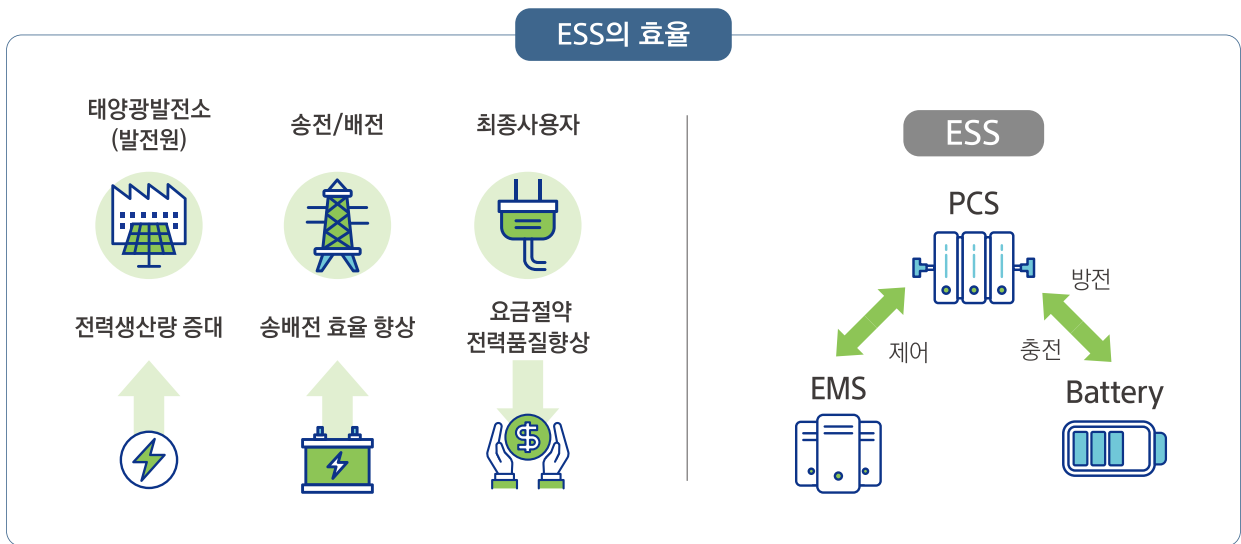 ESS의 효율
태양광발전소
(발전원)
전력생산량 증대
송전/배전
송배전 효율 향상
최종사용자
$
요금절약
전력품질향상
ESS
PCS
방전
충전
제어
EMS
Battery